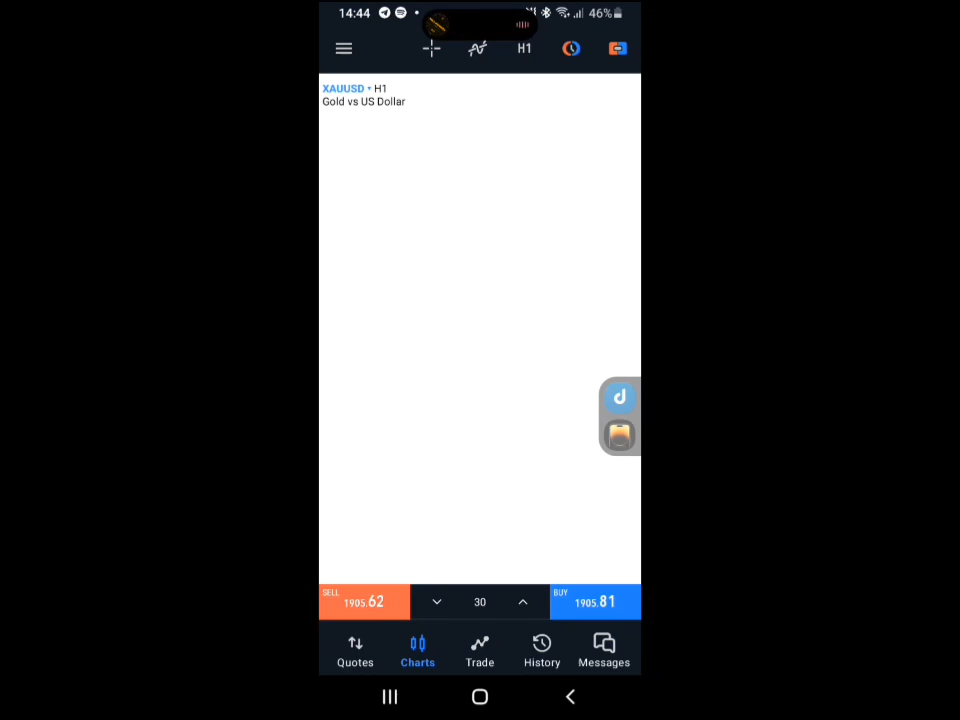 14:44
46%
H1
XAUUSD • H1
Gold vs US Dollar
SELL
1905.62
30
BUY
1905.81
Quotes
Charts
Trade
History
Messages